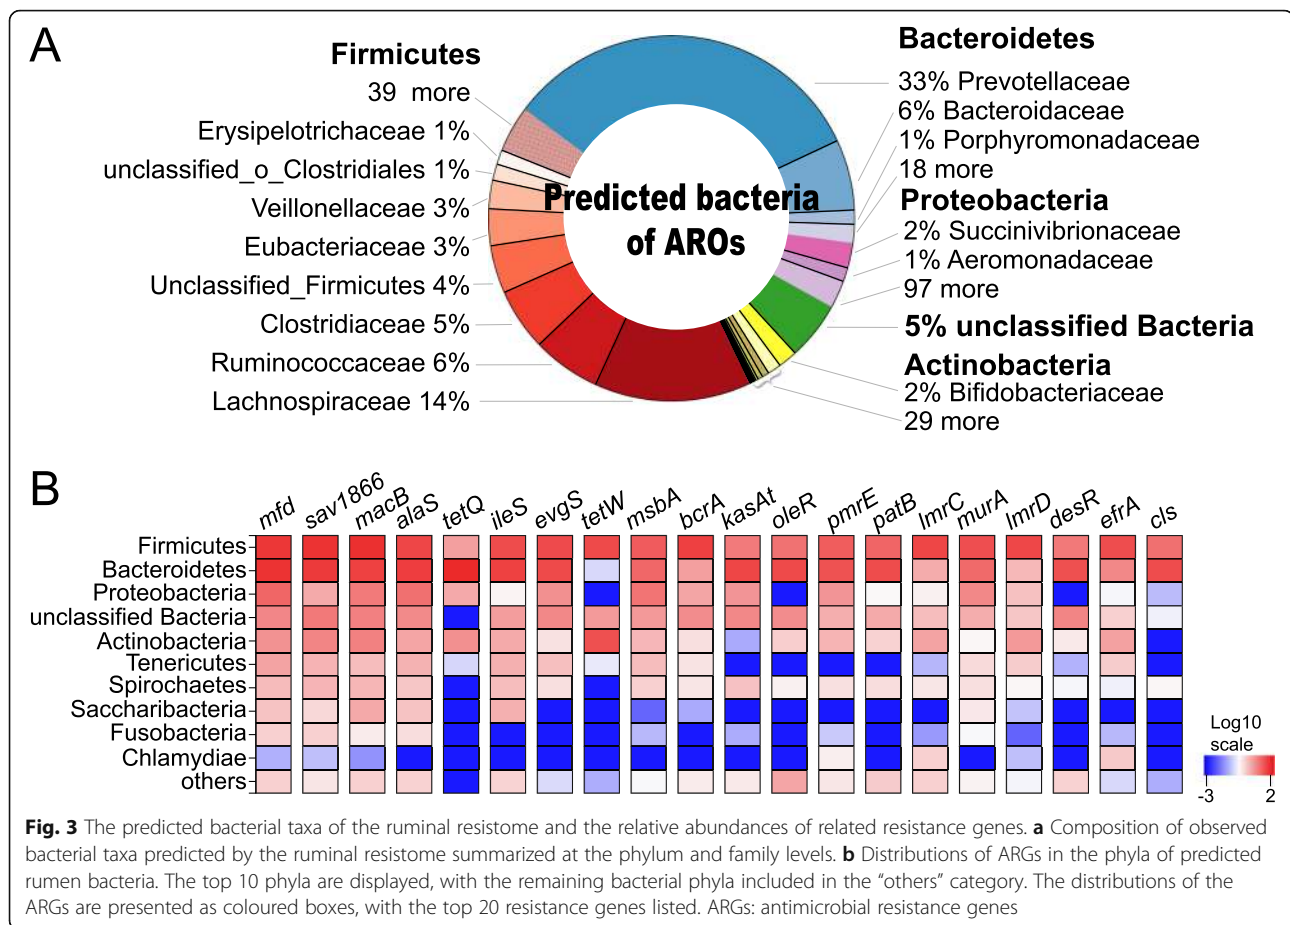 A
Firmicutes
39 more
Erysipelotrichaceae 1%
unclassified_o_Clostridiales 1%
Veillonellaceae 3%
Eubacteriaceae 3%
Unclassified_Firmicutes 4%
Clostridiaceae 5%
Ruminococcaceae 6%
Lachnospiraceae 14%
Predicted bacteria
of AROs
Bacteroidetes
33% Prevotellaceae
6% Bacteroidaceae
1% Porphyromonadaceae
18 more
Proteobacteria
2% Succinivibrionaceae
1% Aeromonadaceae
97 more
5% unclassified Bacteria
Actinobacteria
2% Bifidobacteriaceae
29 more
B
mfd sav1866 macB alaS tetQ ileS evgS tetW msbA bcrA kasAt oleR pmrE patB lmrC murA lmrD desR efrA cls
Firmicutes
Bacteroidetes
Proteobacteria
unclassified Bacteria
Actinobacteria
Tenericutes
Spirochaetes
Saccharibacteria
Fusobacteria
Chlamydiae
others
Log10
scale
-3 2
Fig. 3 The predicted bacterial taxa of the ruminal resistome and the relative abundances of related resistance genes. a Composition of observed
bacterial taxa predicted by the ruminal resistome summarized at the phylum and family levels. b Distributions of ARGs in the phyla of predicted
rumen bacteria. The top 10 phyla are displayed, with the remaining bacterial phyla included in the “others” category. The distributions of the
ARGs are presented as coloured boxes, with the top 20 resistance genes listed. ARGs: antimicrobial resistance genes